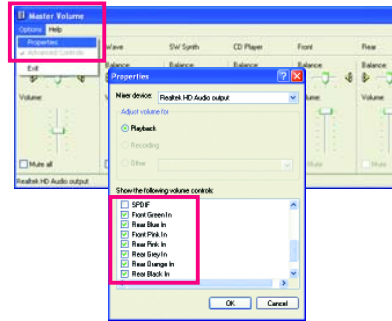 Master Volume
Options Help
Properties
Advanced Controls
Exit
Wave SW Synth CD Player Front Rear
Balance Balance Balance Balance Balance
Volume:
Mute all
Mute Mute
Realtek HD Audio output
Properties
Mixer device: Realtek HD Audio output
Adjust volume for
Playback
Recording
Other
Show the following volume controls:
SPDIF
Front Green In
Rear Blue In
Front Pink In
Rear Pink In
Rear Grey In
Rear Orange In
Rear Black In
OK Cancel